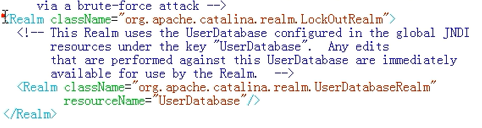 via a brute-force attack -->
<Realm className="org.apache.catalina.realm.LockOutRealm">
<!-- This Realm uses the UserDatabase configured in the global JNDI
resources under the key "UserDatabase".  Any edits
that are performed against this UserDatabase are immediately
available for use by the Realm.  -->
<Realm className="org.apache.catalina.realm.UserDatabaseRealm"
resourceName="UserDatabase"/>
</Realm>